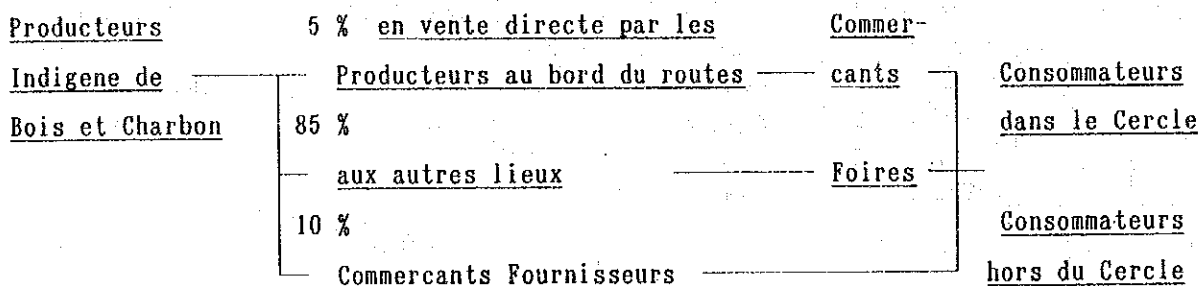 Producteurs 5 % en vente directe par les Commer-
Indigene de Producteurs au bord du routes cants Consommateurs
Bois et Charbon 85 % dans le Cercle
aux autres lieux Foires
10 % Consommateurs
Commercants Fournisseurs hors du Cercle